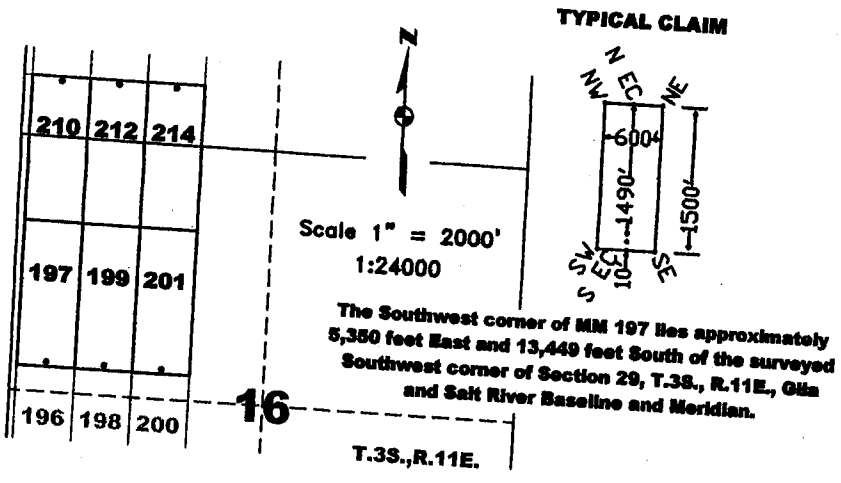 TYPICAL CLAIM
N
N EC
NW
NE
210 212 214
600'
1490'
1500'
Scale 1" = 2000'
1:24000
197 199 201
SW
S EC
10'
SE
The Southwest corner of MM 197 lies approximately
5,350 feet East and 13,449 feet South of the surveyed
Southwest corner of Section 29, T.3S., R.11E., Gila
and Salt River Baseline and Meridian.
16
196 198 200
T.3S.,R.11E.